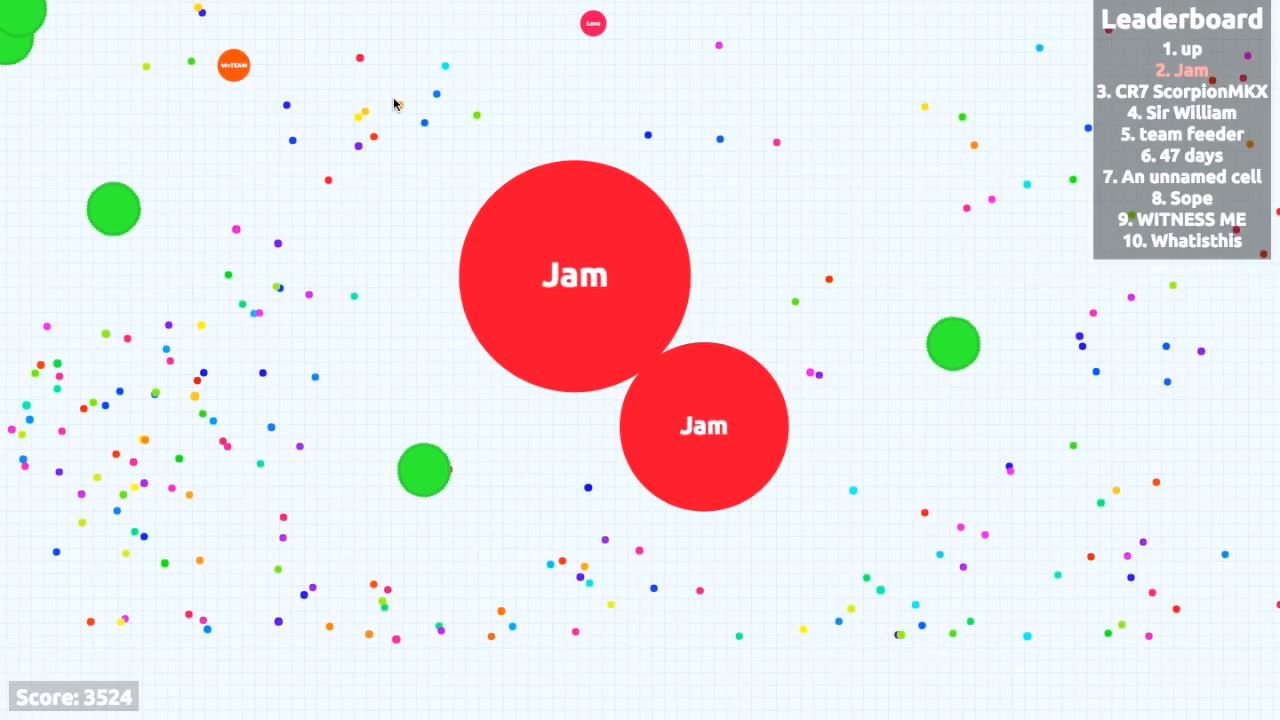 Love
W=TEAM
Jam
Jam
Leaderboard
1. up
2. Jam
3. CR7 ScorpionMKX
4. Sir William
5. team feeder
6. 47 days
7. An unnamed cell
8. Sope
9. WITNESS ME
10. Whatisthis
Score: 3524